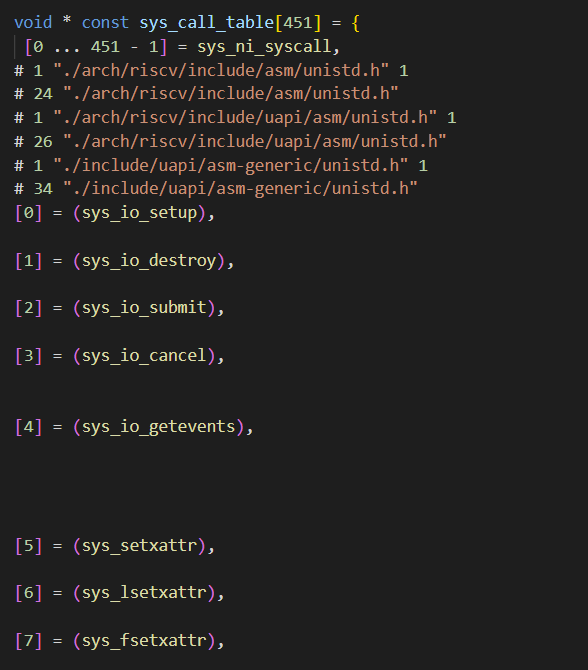 void * const sys_call_table[451] = {
[0 ... 451 - 1] = sys_ni_syscall,
# 1 "./arch/riscv/include/asm/unistd.h" 1
# 24 "./arch/riscv/include/asm/unistd.h"
# 1 "./arch/riscv/include/uapi/asm/unistd.h" 1
# 26 "./arch/riscv/include/uapi/asm/unistd.h"
# 1 "./include/uapi/asm-generic/unistd.h" 1
# 34 "./include/uapi/asm-generic/unistd.h"
[0] = (sys_io_setup),
[1] = (sys_io_destroy),
[2] = (sys_io_submit),
[3] = (sys_io_cancel),
[4] = (sys_io_getevents),
[5] = (sys_setxattr),
[6] = (sys_lsetxattr),
[7] = (sys_fsetxattr),